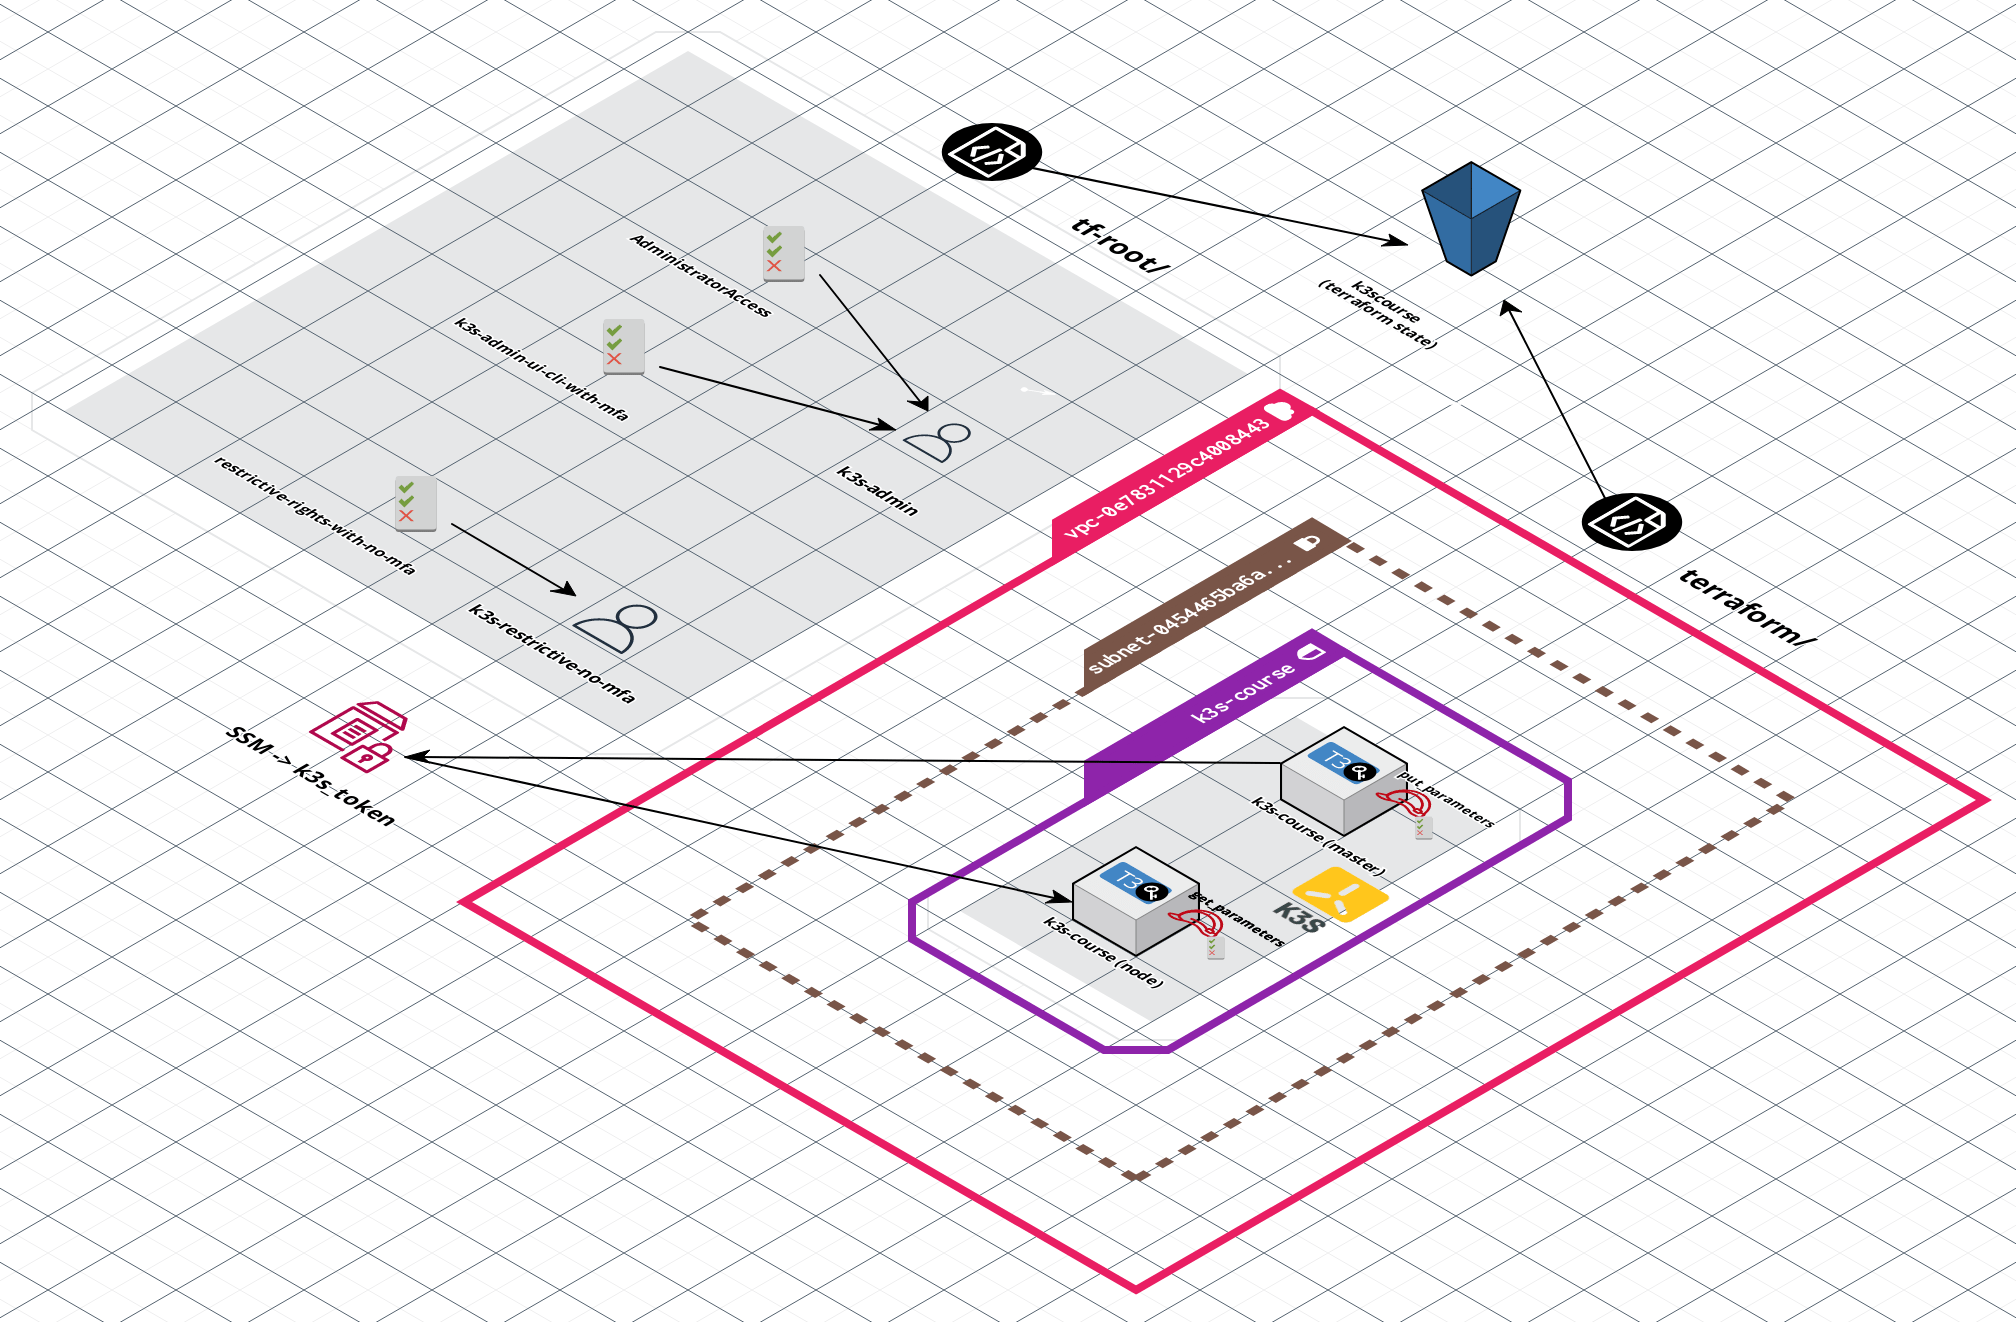 tf-root/
AdministratorAccess
k3scourse
(terraform state)
k3s-admin-ui-cli-with-mfa
k3s-admin
restrictive-rights-with-no-mfa
k3s-restrictive-no-mfa
vpc-0e7831129c4008443
subnet-0454465ba6a...
terraform/
k3s-course
SSM -> k3s_token
T3
put_parameters
k3s-course (master)
T3
get_parameters
k3s-course (node)
K3S